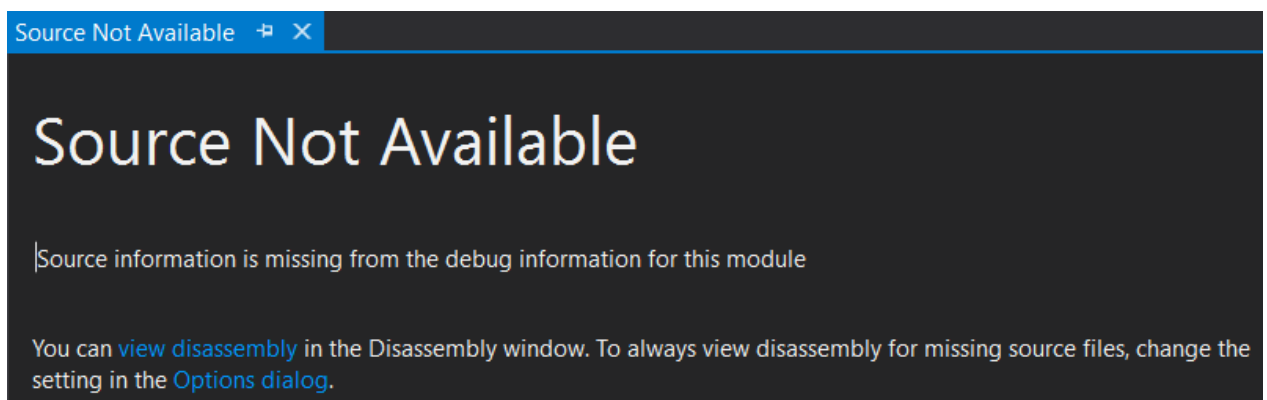 Source Not Available
Source Not Available
Source information is missing from the debug information for this module
You can view disassembly in the Disassembly window. To always view disassembly for missing source files, change the
setting in the Options dialog.